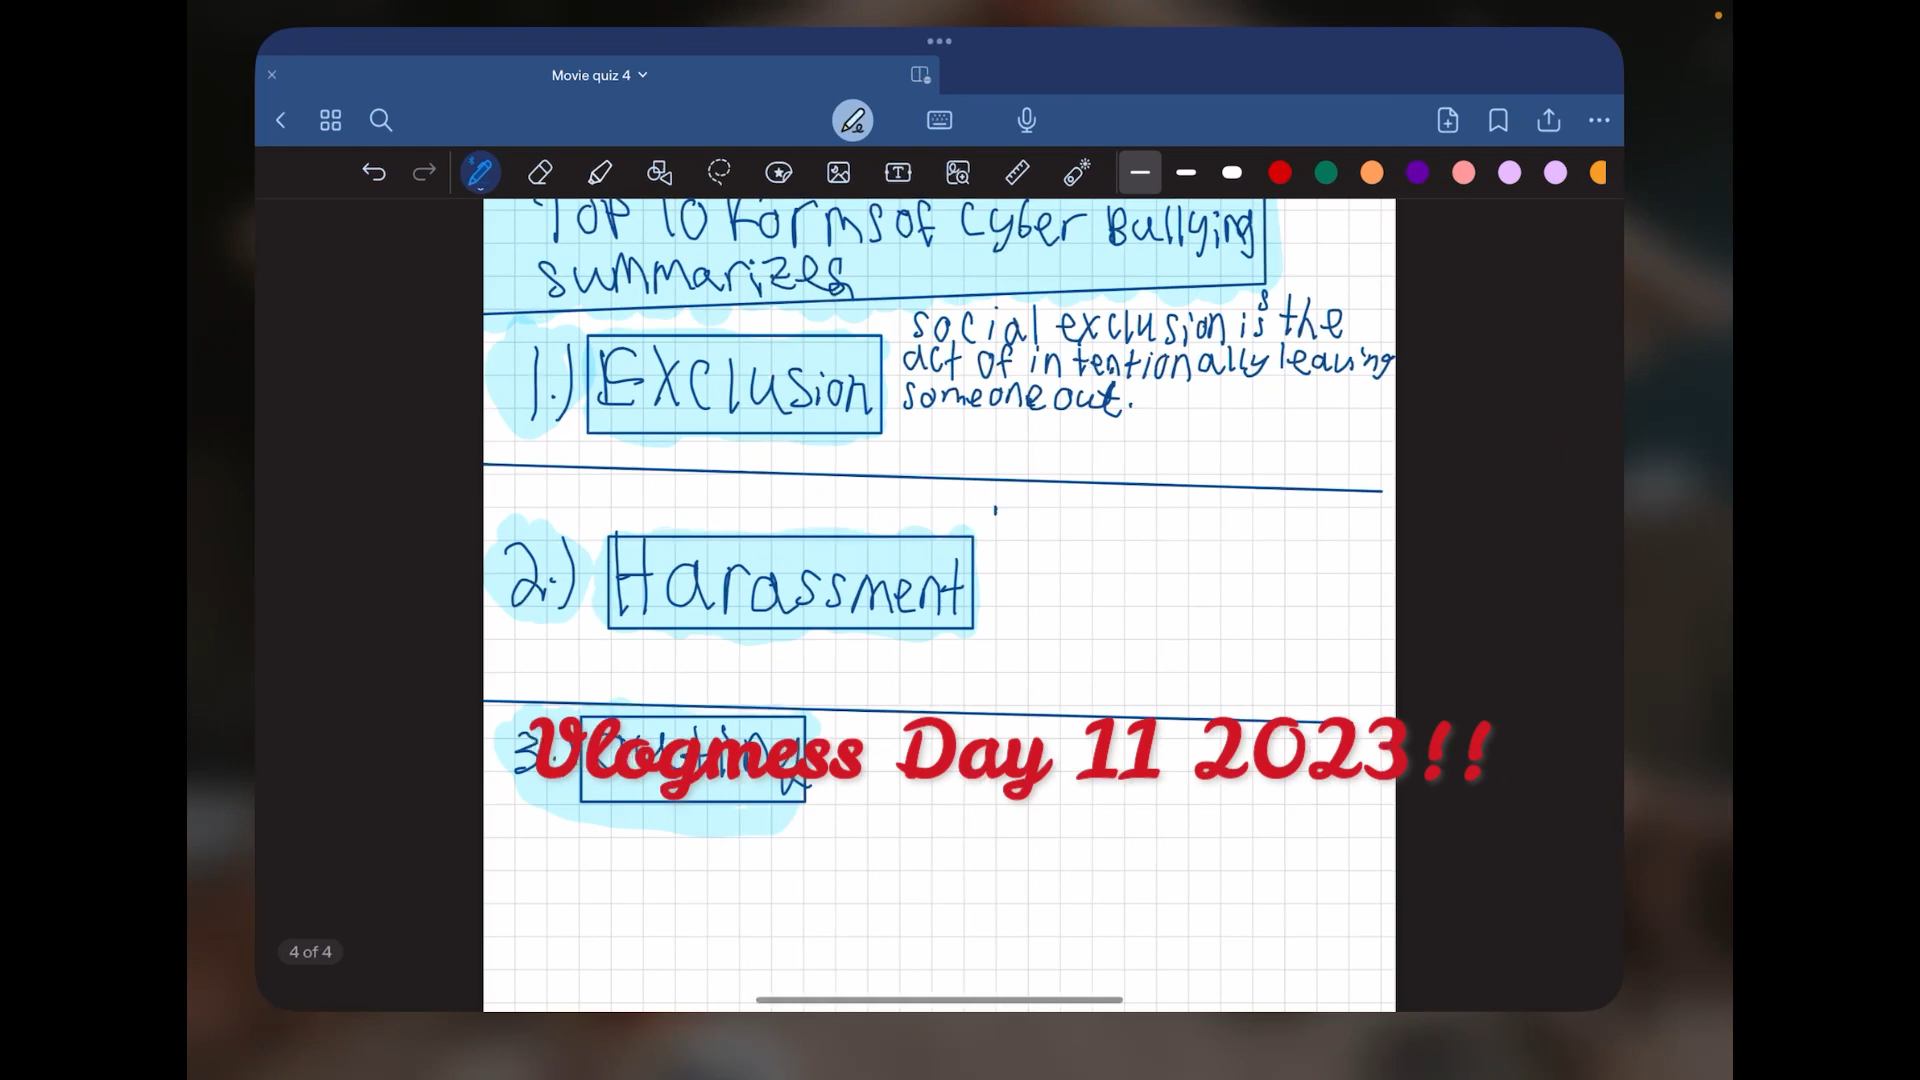 Movie quiz 4
Top 10 Forms of Cyber Bullying
summarizes
1.) Exclusion
social exclusion is the
act of intentionally leaving
someone out.
2.) Harassment
3.
Vlogmess Day 11 2023!!
4 of 4